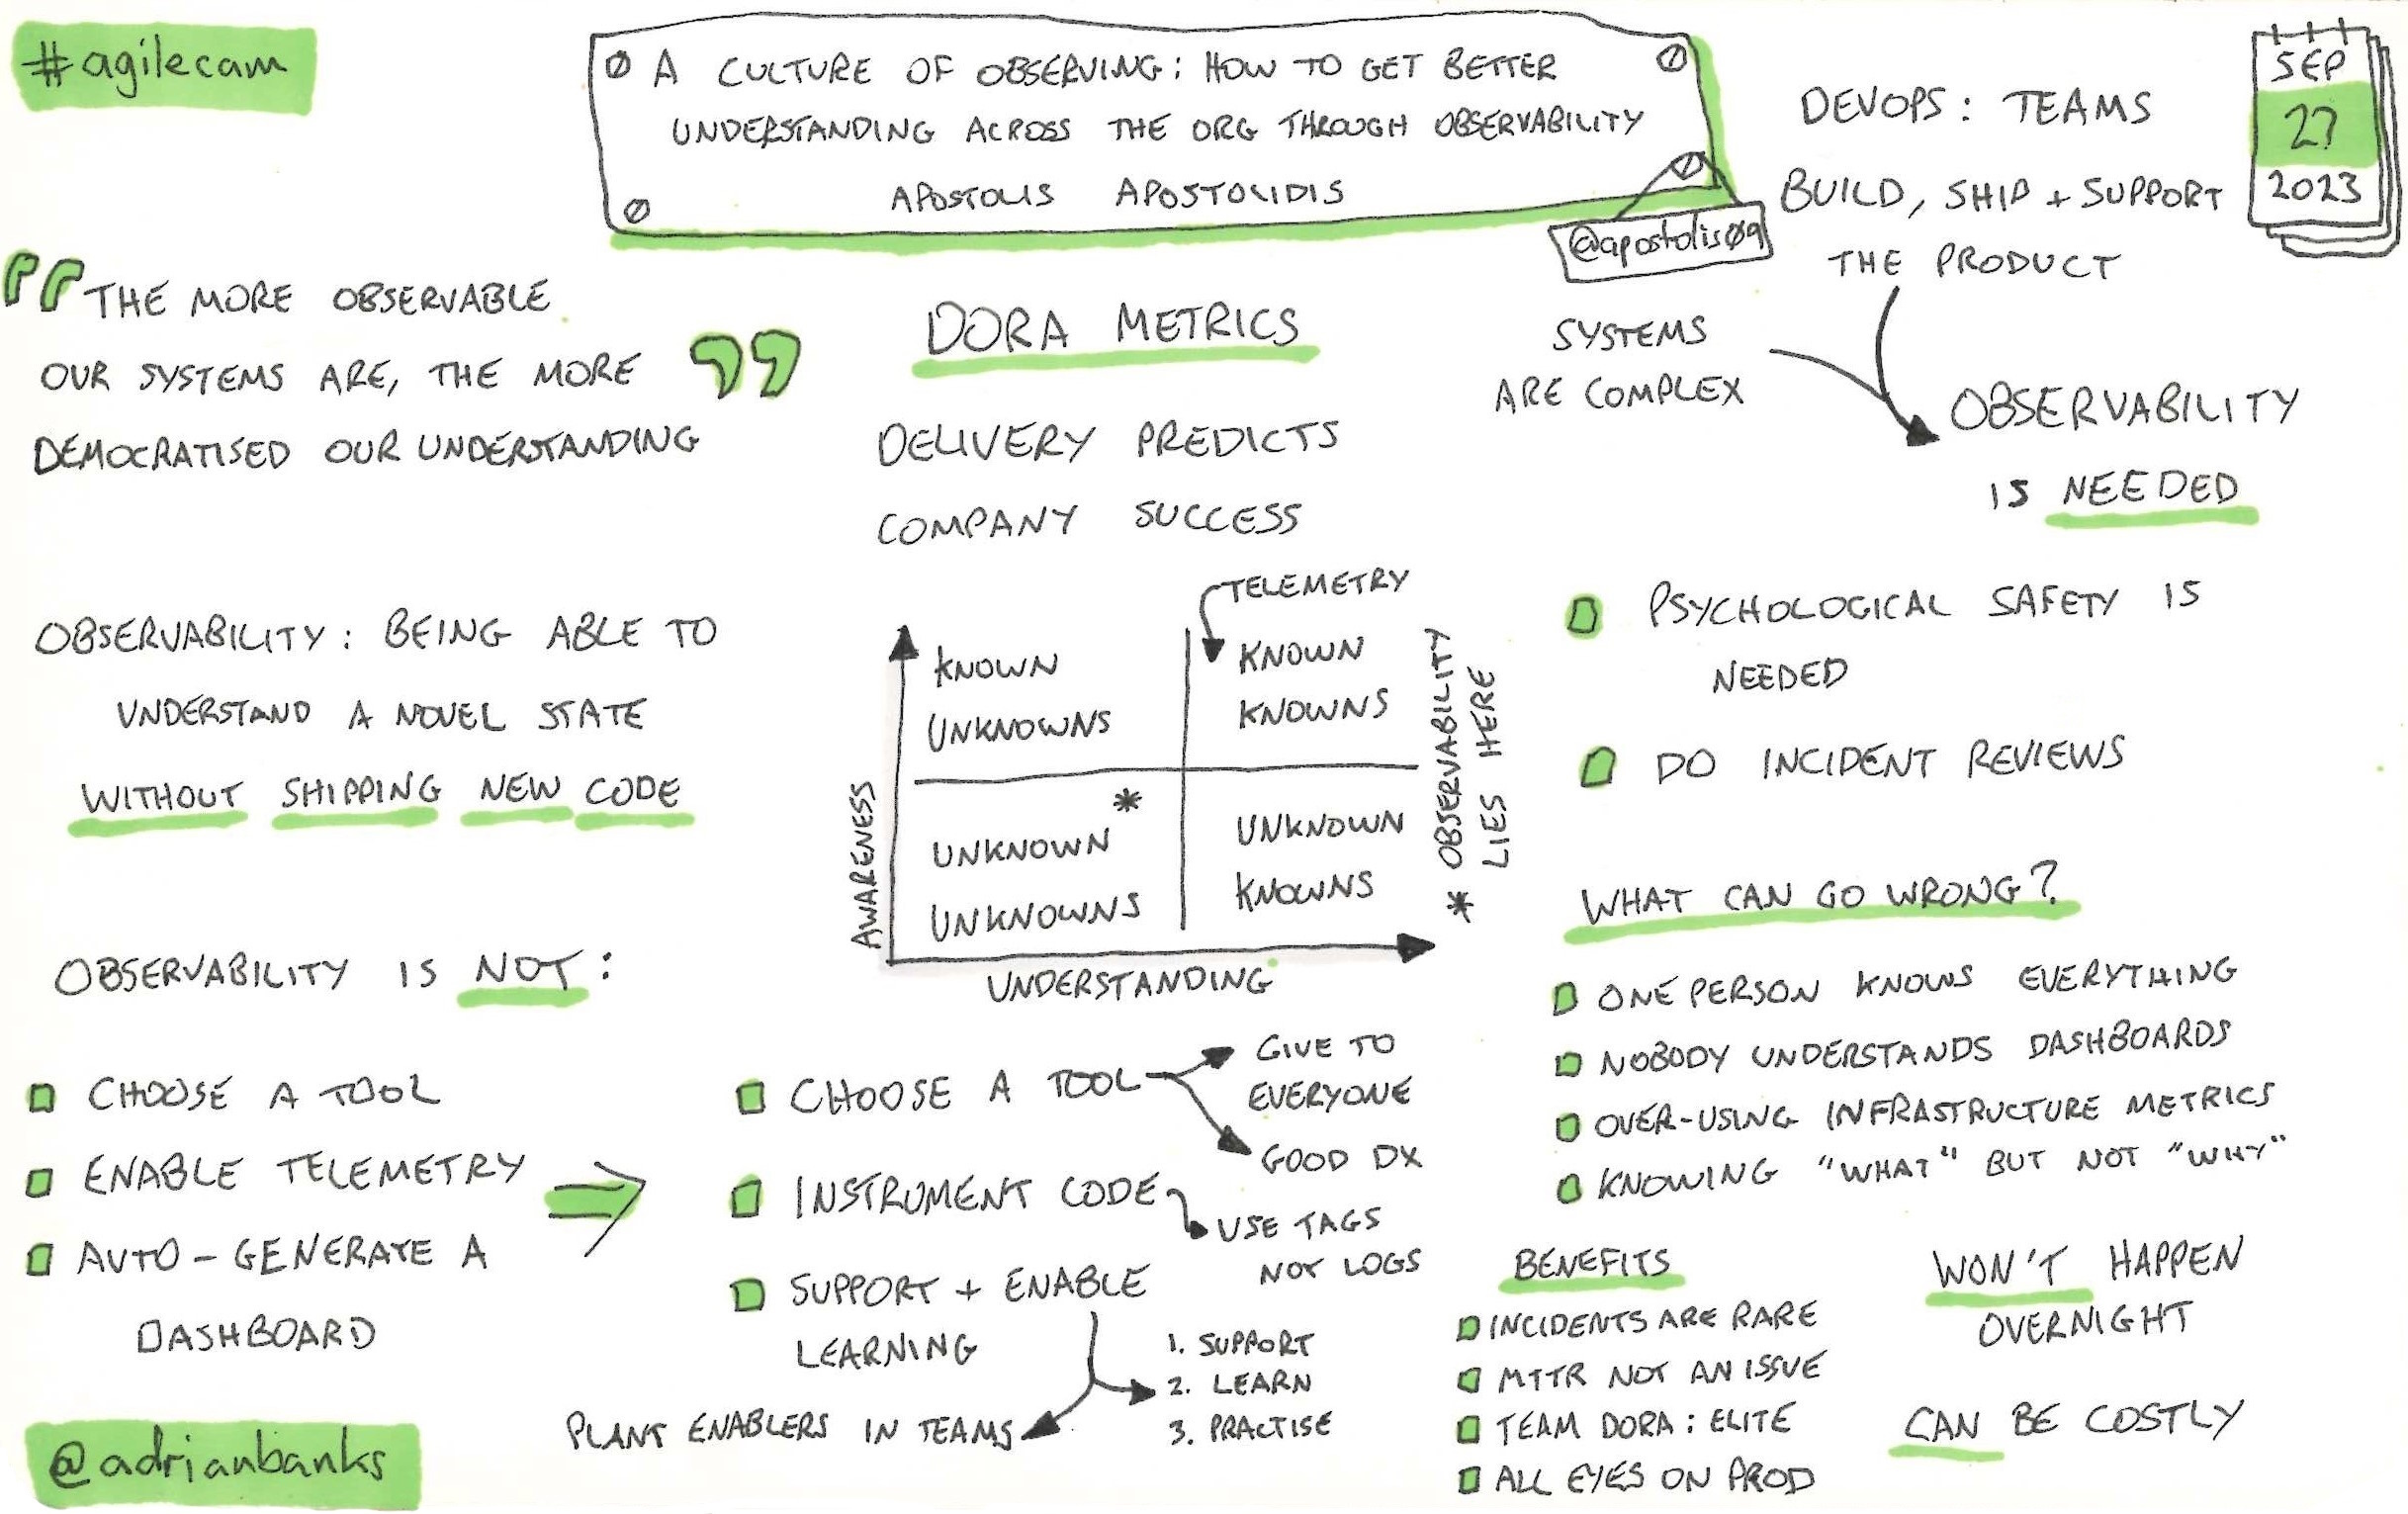 #agilecam
A CULTURE OF OBSERVING: HOW TO GET BETTER
UNDERSTANDING ACROSS THE ORG THROUGH OBSERVABILITY
APOSTOLIS APOSTOLIDIS
@apostolis09
SEP
27
2023
DEVOPS: TEAMS
BUILD, SHIP + SUPPORT
THE PRODUCT
SYSTEMS
ARE COMPLEX
OBSERVABILITY
IS NEEDED
"THE MORE OBSERVABLE
OUR SYSTEMS ARE, THE MORE
DEMOCRATISED OUR UNDERSTANDING"
DORA METRICS
DELIVERY PREDICTS
COMPANY SUCCESS
OBSERVABILITY: BEING ABLE TO
UNDERSTAND A NOVEL STATE
WITHOUT SHIPPING NEW CODE
TELEMETRY
KNOWN
UNKNOWNS
KNOWN
KNOWNS
UNKNOWN *
UNKNOWNS
UNKNOWN
KNOWNS
AWARENESS
UNDERSTANDING
* OBSERVABILITY
LIES HERE
PSYCHOLOGICAL SAFETY IS
NEEDED
DO INCIDENT REVIEWS
WHAT CAN GO WRONG?
ONE PERSON KNOWS EVERYTHING
NOBODY UNDERSTANDS DASHBOARDS
OVER-USING INFRASTRUCTURE METRICS
KNOWING "WHAT" BUT NOT "WHY"
OBSERVABILITY IS NOT:
CHOOSE A TOOL
ENABLE TELEMETRY
AUTO-GENERATE A
DASHBOARD
CHOOSE A TOOL
GIVE TO
EVERYONE
GOOD DX
INSTRUMENT CODE
USE TAGS
NOT LOGS
SUPPORT + ENABLE
LEARNING
1. SUPPORT
2. LEARN
3. PRACTISE
PLANT ENABLERS IN TEAMS
BENEFITS
INCIDENTS ARE RARE
MTTR NOT AN ISSUE
TEAM DORA: ELITE
ALL EYES ON PROD
WON'T HAPPEN
OVERNIGHT
CAN BE COSTLY
@adrianbanks